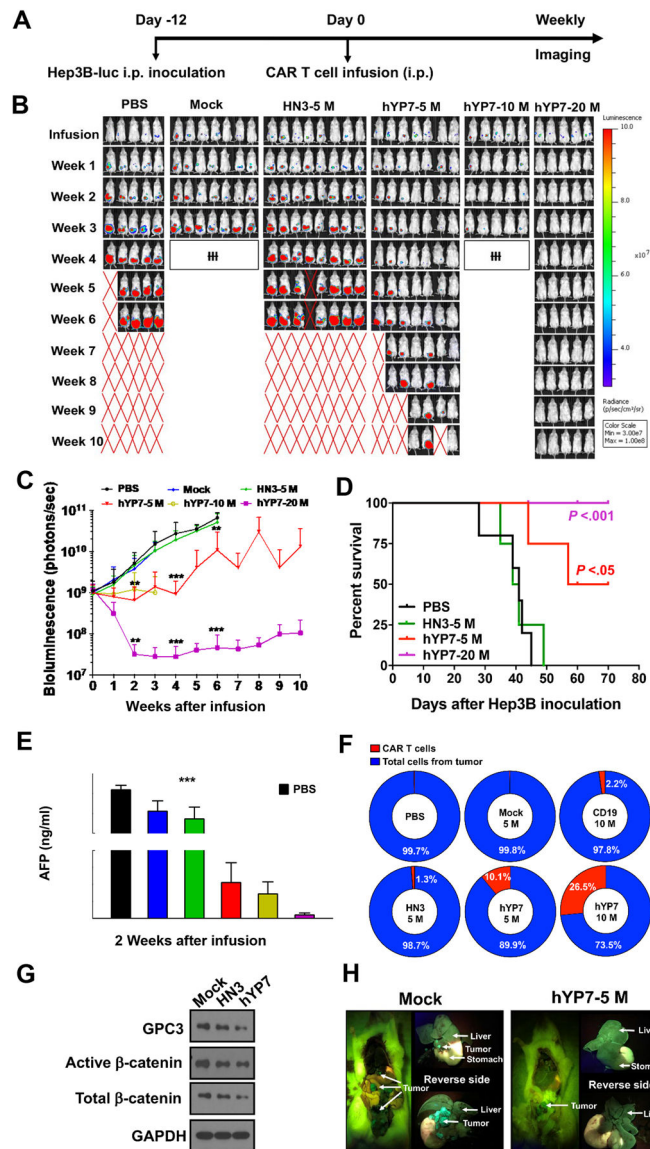 A
Day -12
Day 0
Weekly
Imaging
Hep3B-luc i.p. inoculation
CAR T cell infusion (i.p.)
B
PBS
Mock
HN3-5 M
hYP7-5 M
hYP7-10 M
hYP7-20 M
Infusion
Week 1
Week 2
Week 3
Week 4
Week 5
Week 6
Week 7
Week 8
Week 9
Week 10
Luminescence
10.0
8.0
x10⁷
6.0
4.0
Radiance
(p/sec/cm²/sr)
Color Scale
Min = 3.00e7
Max = 1.00e8
C
PBS
Mock
HN3-5 M
hYP7-5 M
hYP7-10 M
hYP7-20 M
Bioluminescence (photons/sec)
10¹¹
10¹⁰
10⁹
10⁸
10⁷
**
***
**
**
***
***
0 1 2 3 4 5 6 7 8 9 10
Weeks after infusion
D
Percent survival
100
75
50
25
0
P <.001
P <.05
PBS
HN3-5 M
hYP7-5 M
hYP7-20 M
0 20 40 60 80
Days after Hep3B inoculation
E
AFP (ng/ml)
***
PBS
2 Weeks after infusion
F
CAR T cells
Total cells from tumor
PBS
99.7%
Mock
5 M
99.8%
2.2%
CD19
10 M
97.8%
1.3%
HN3
5 M
98.7%
10.1%
hYP7
5 M
89.9%
26.5%
hYP7
10 M
73.5%
G
Mock
HN3
hYP7
GPC3
Active β-catenin
Total β-catenin
GAPDH
H
Mock
hYP7-5 M
Liver
Tumor
Stomach
Reverse side
Tumor
Liver
Tumor
Liv
Stom
Reverse side
Tumor
Li